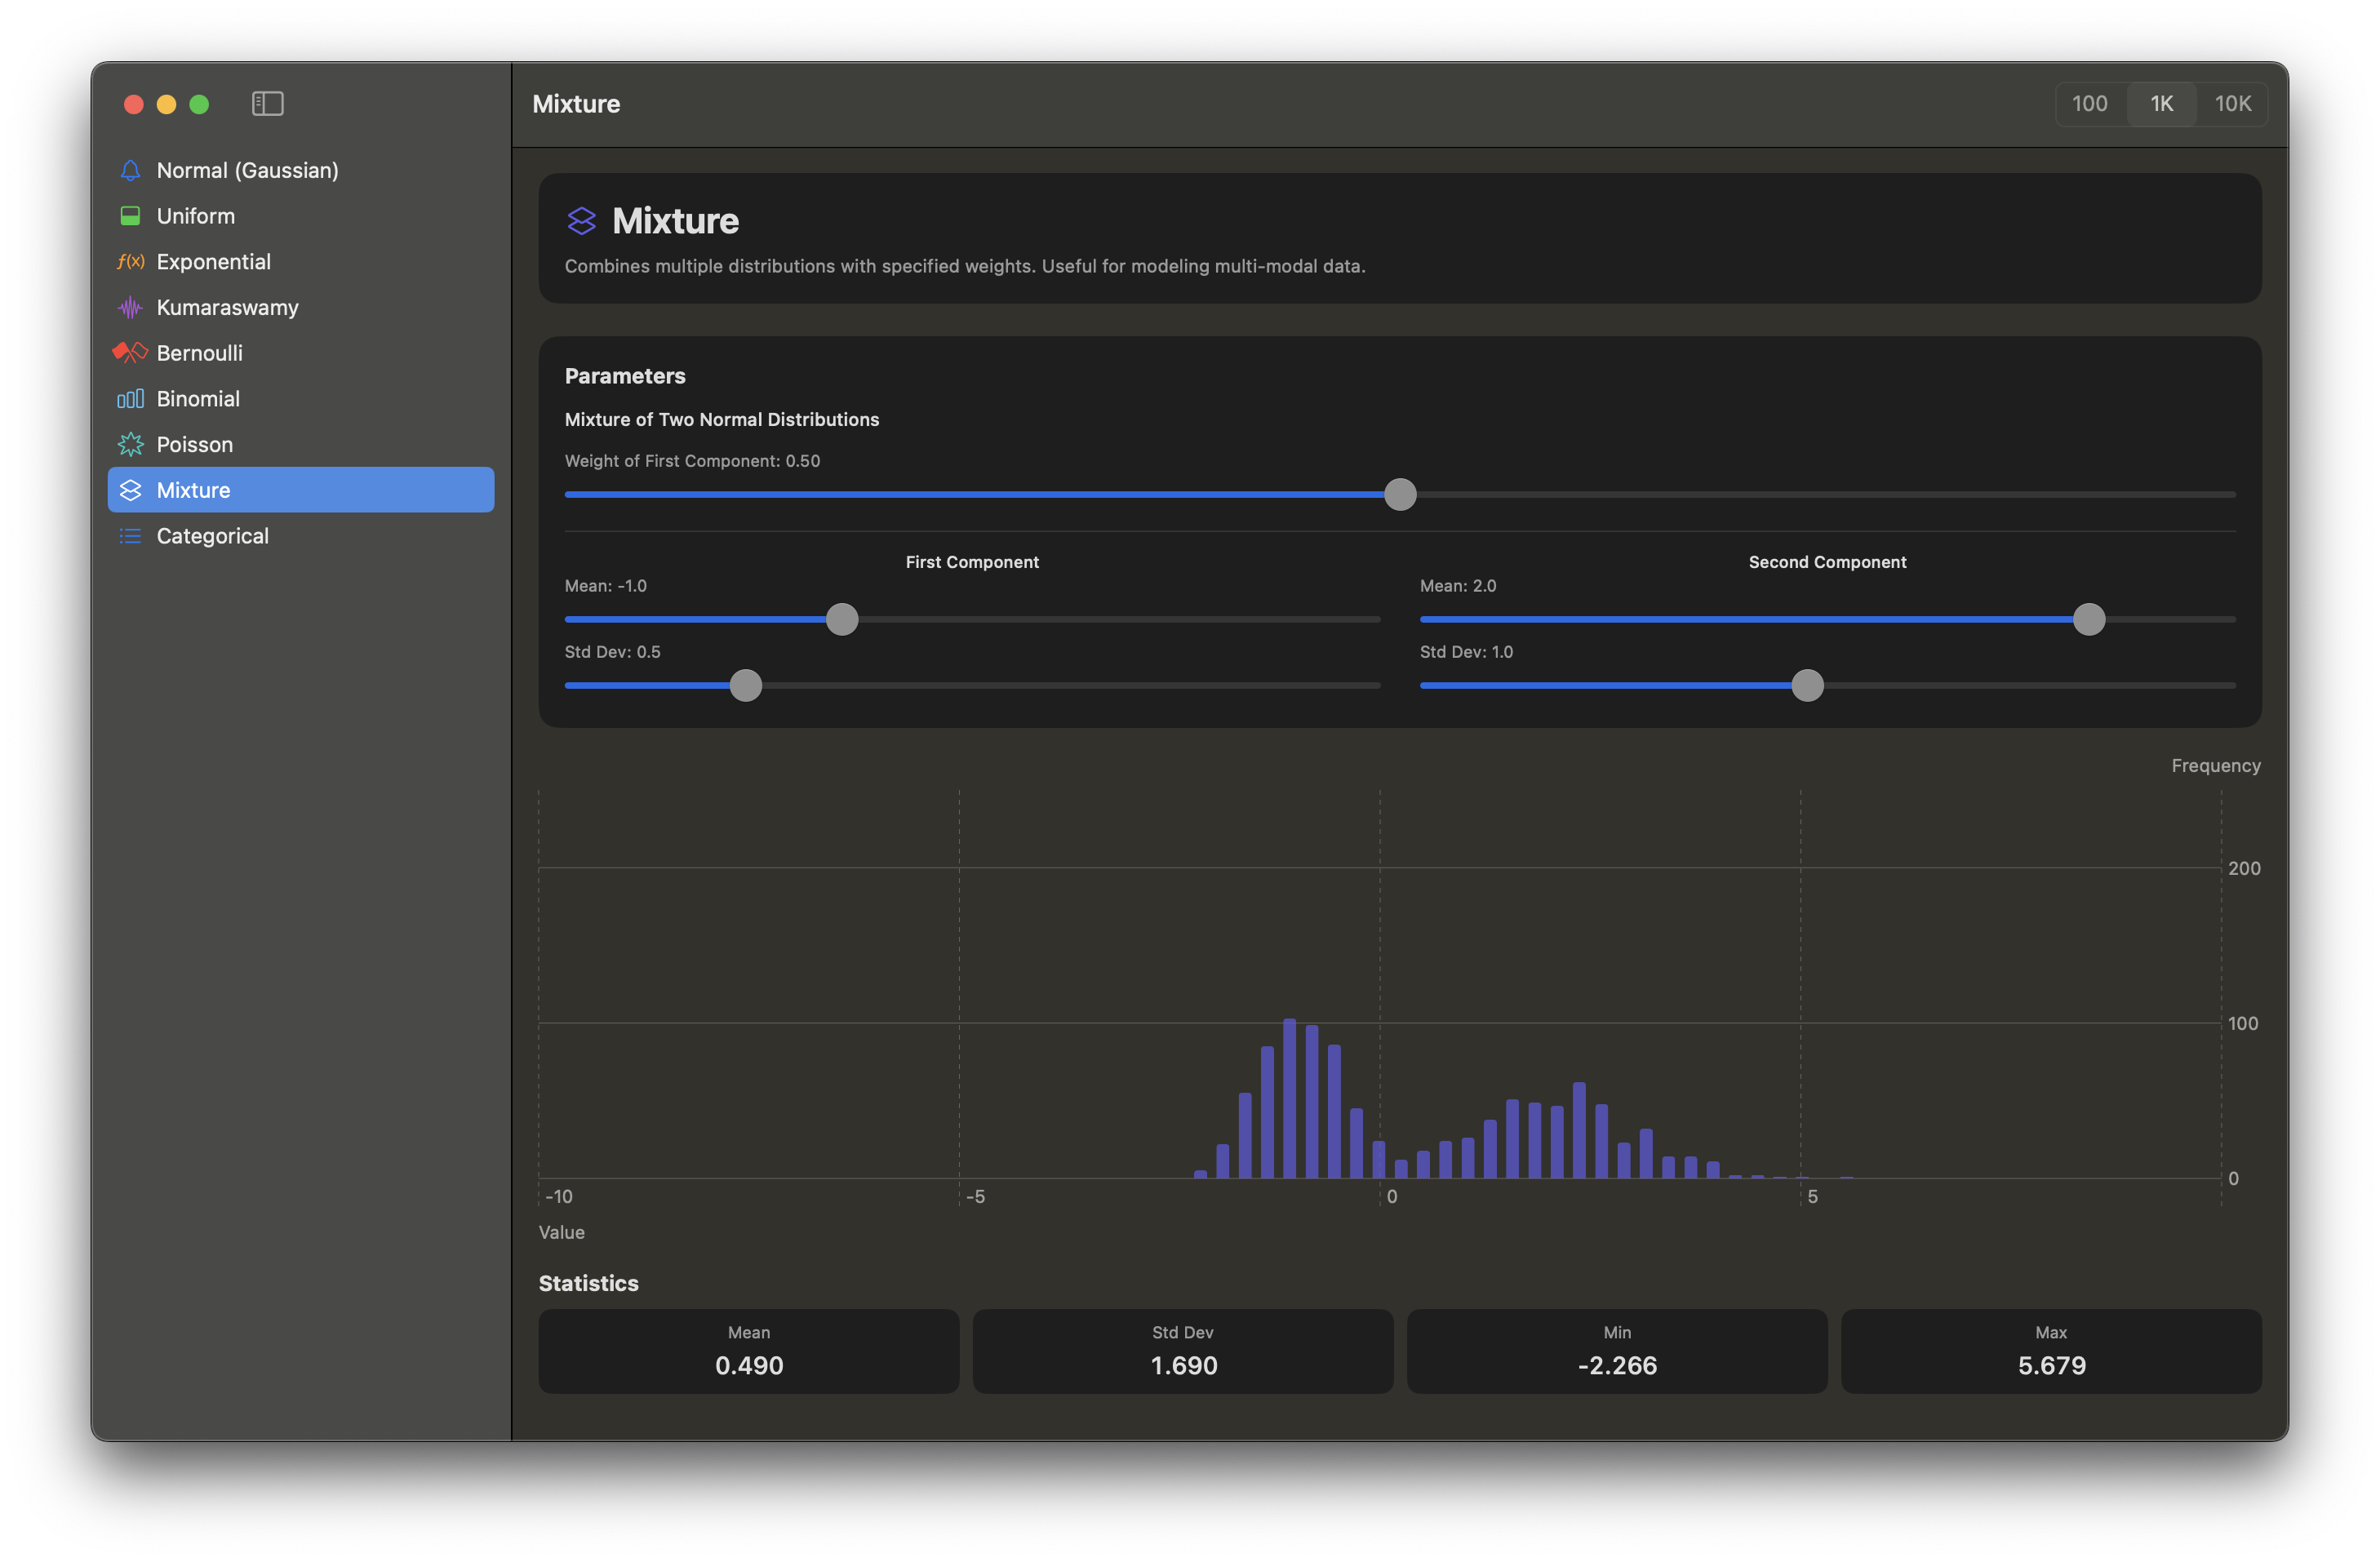 Mixture
100 1K 10K
Normal (Gaussian)
Uniform
f(x) Exponential
Kumaraswamy
Bernoulli
Binomial
Poisson
Mixture
Categorical
Mixture
Combines multiple distributions with specified weights. Useful for modeling multi-modal data.
Parameters
Mixture of Two Normal Distributions
Weight of First Component: 0.50
First Component
Mean: -1.0
Std Dev: 0.5
Second Component
Mean: 2.0
Std Dev: 1.0
Frequency
200
100
0
-10 -5 0 5
Value
Statistics
Mean
0.490
Std Dev
1.690
Min
-2.266
Max
5.679